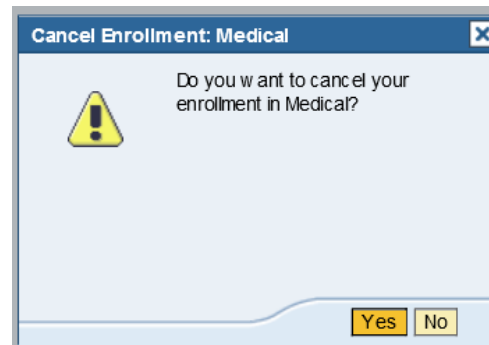 Cancel Enrollment: Medical
Do you want to cancel your
enrollment in Medical?
Yes No